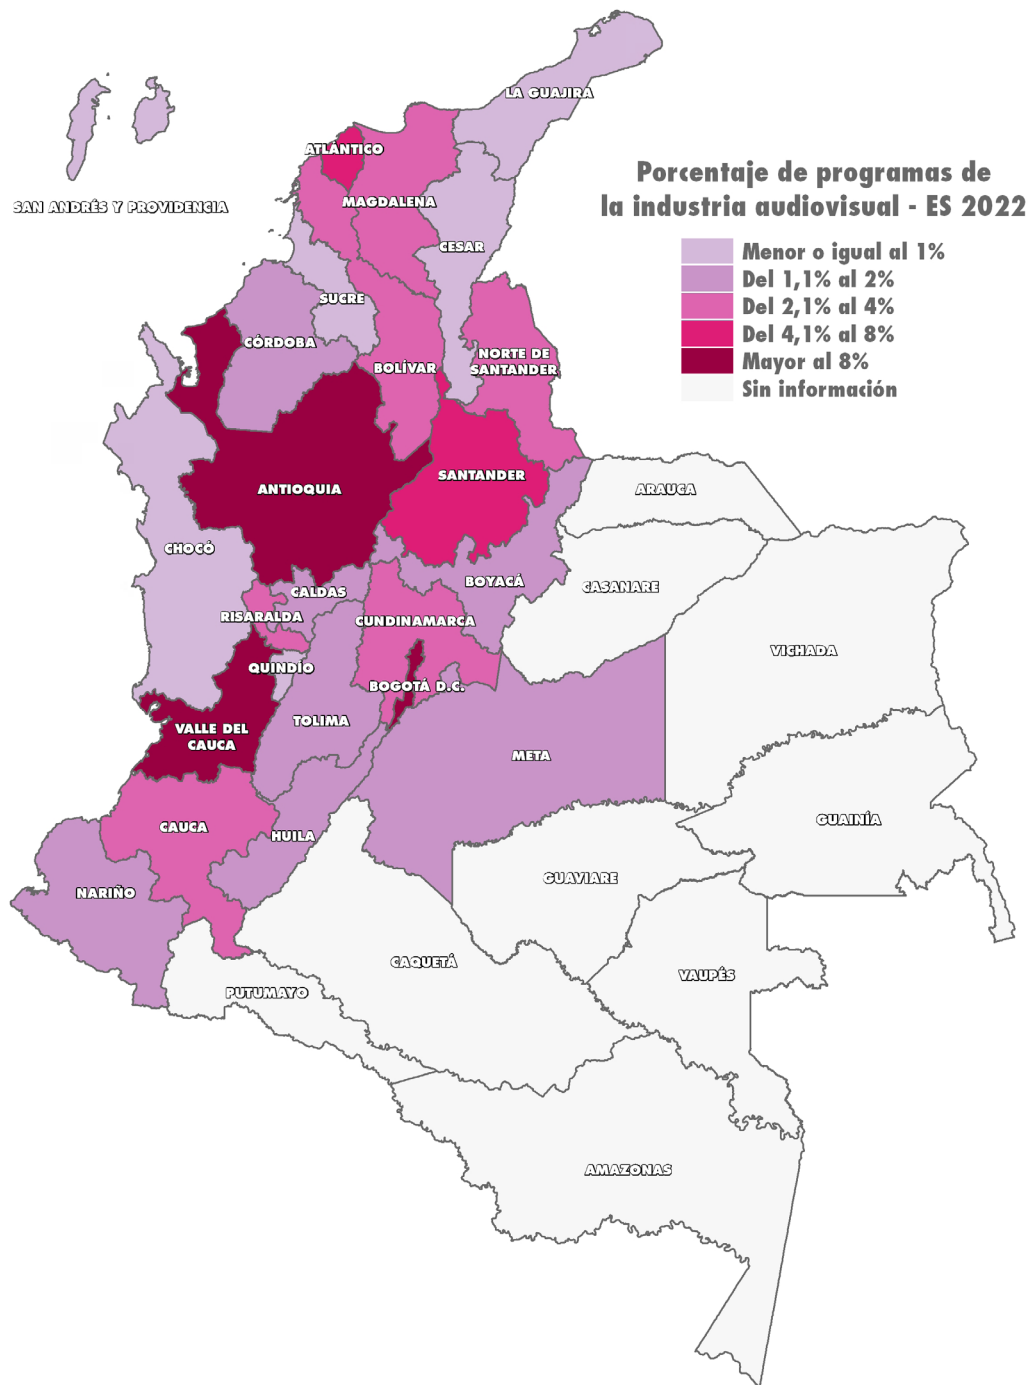 LA GUAJIRA
ATLÁNTICO
Porcentaje de programas de
la industria audiovisual - ES 2022
SAN ANDRÉS Y PROVIDENCIA
MAGDALENA
CESAR
Menor o igual al 1%
Del 1,1% al 2%
Del 2,1% al 4%
Del 4,1% al 8%
Mayor al 8%
Sin información
SUCRE
CÓRDOBA
BOLÍVAR
NORTE DE
SANTANDER
ANTIOQUIA
SANTANDER
ARAUCA
CHOCÓ
BOYACÁ
CASANARE
CALDAS
RISARALDA
CUNDINAMARCA
VICHADA
QUINDÍO
BOGOTÁ D.C.
TOLIMA
VALLE DEL
CAUCA
META
CAUCA
HUILA
GUAINÍA
NARIÑO
GUAVIARE
CAQUETÁ
VAUPÉS
PUTUMAYO
AMAZONAS